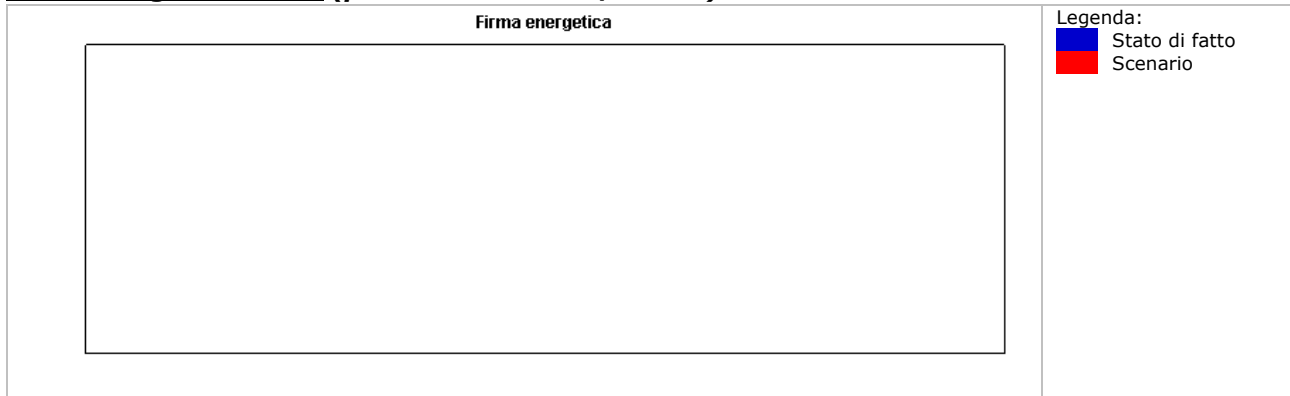 Firma energetica
Legenda:
Stato di fatto
Scenario